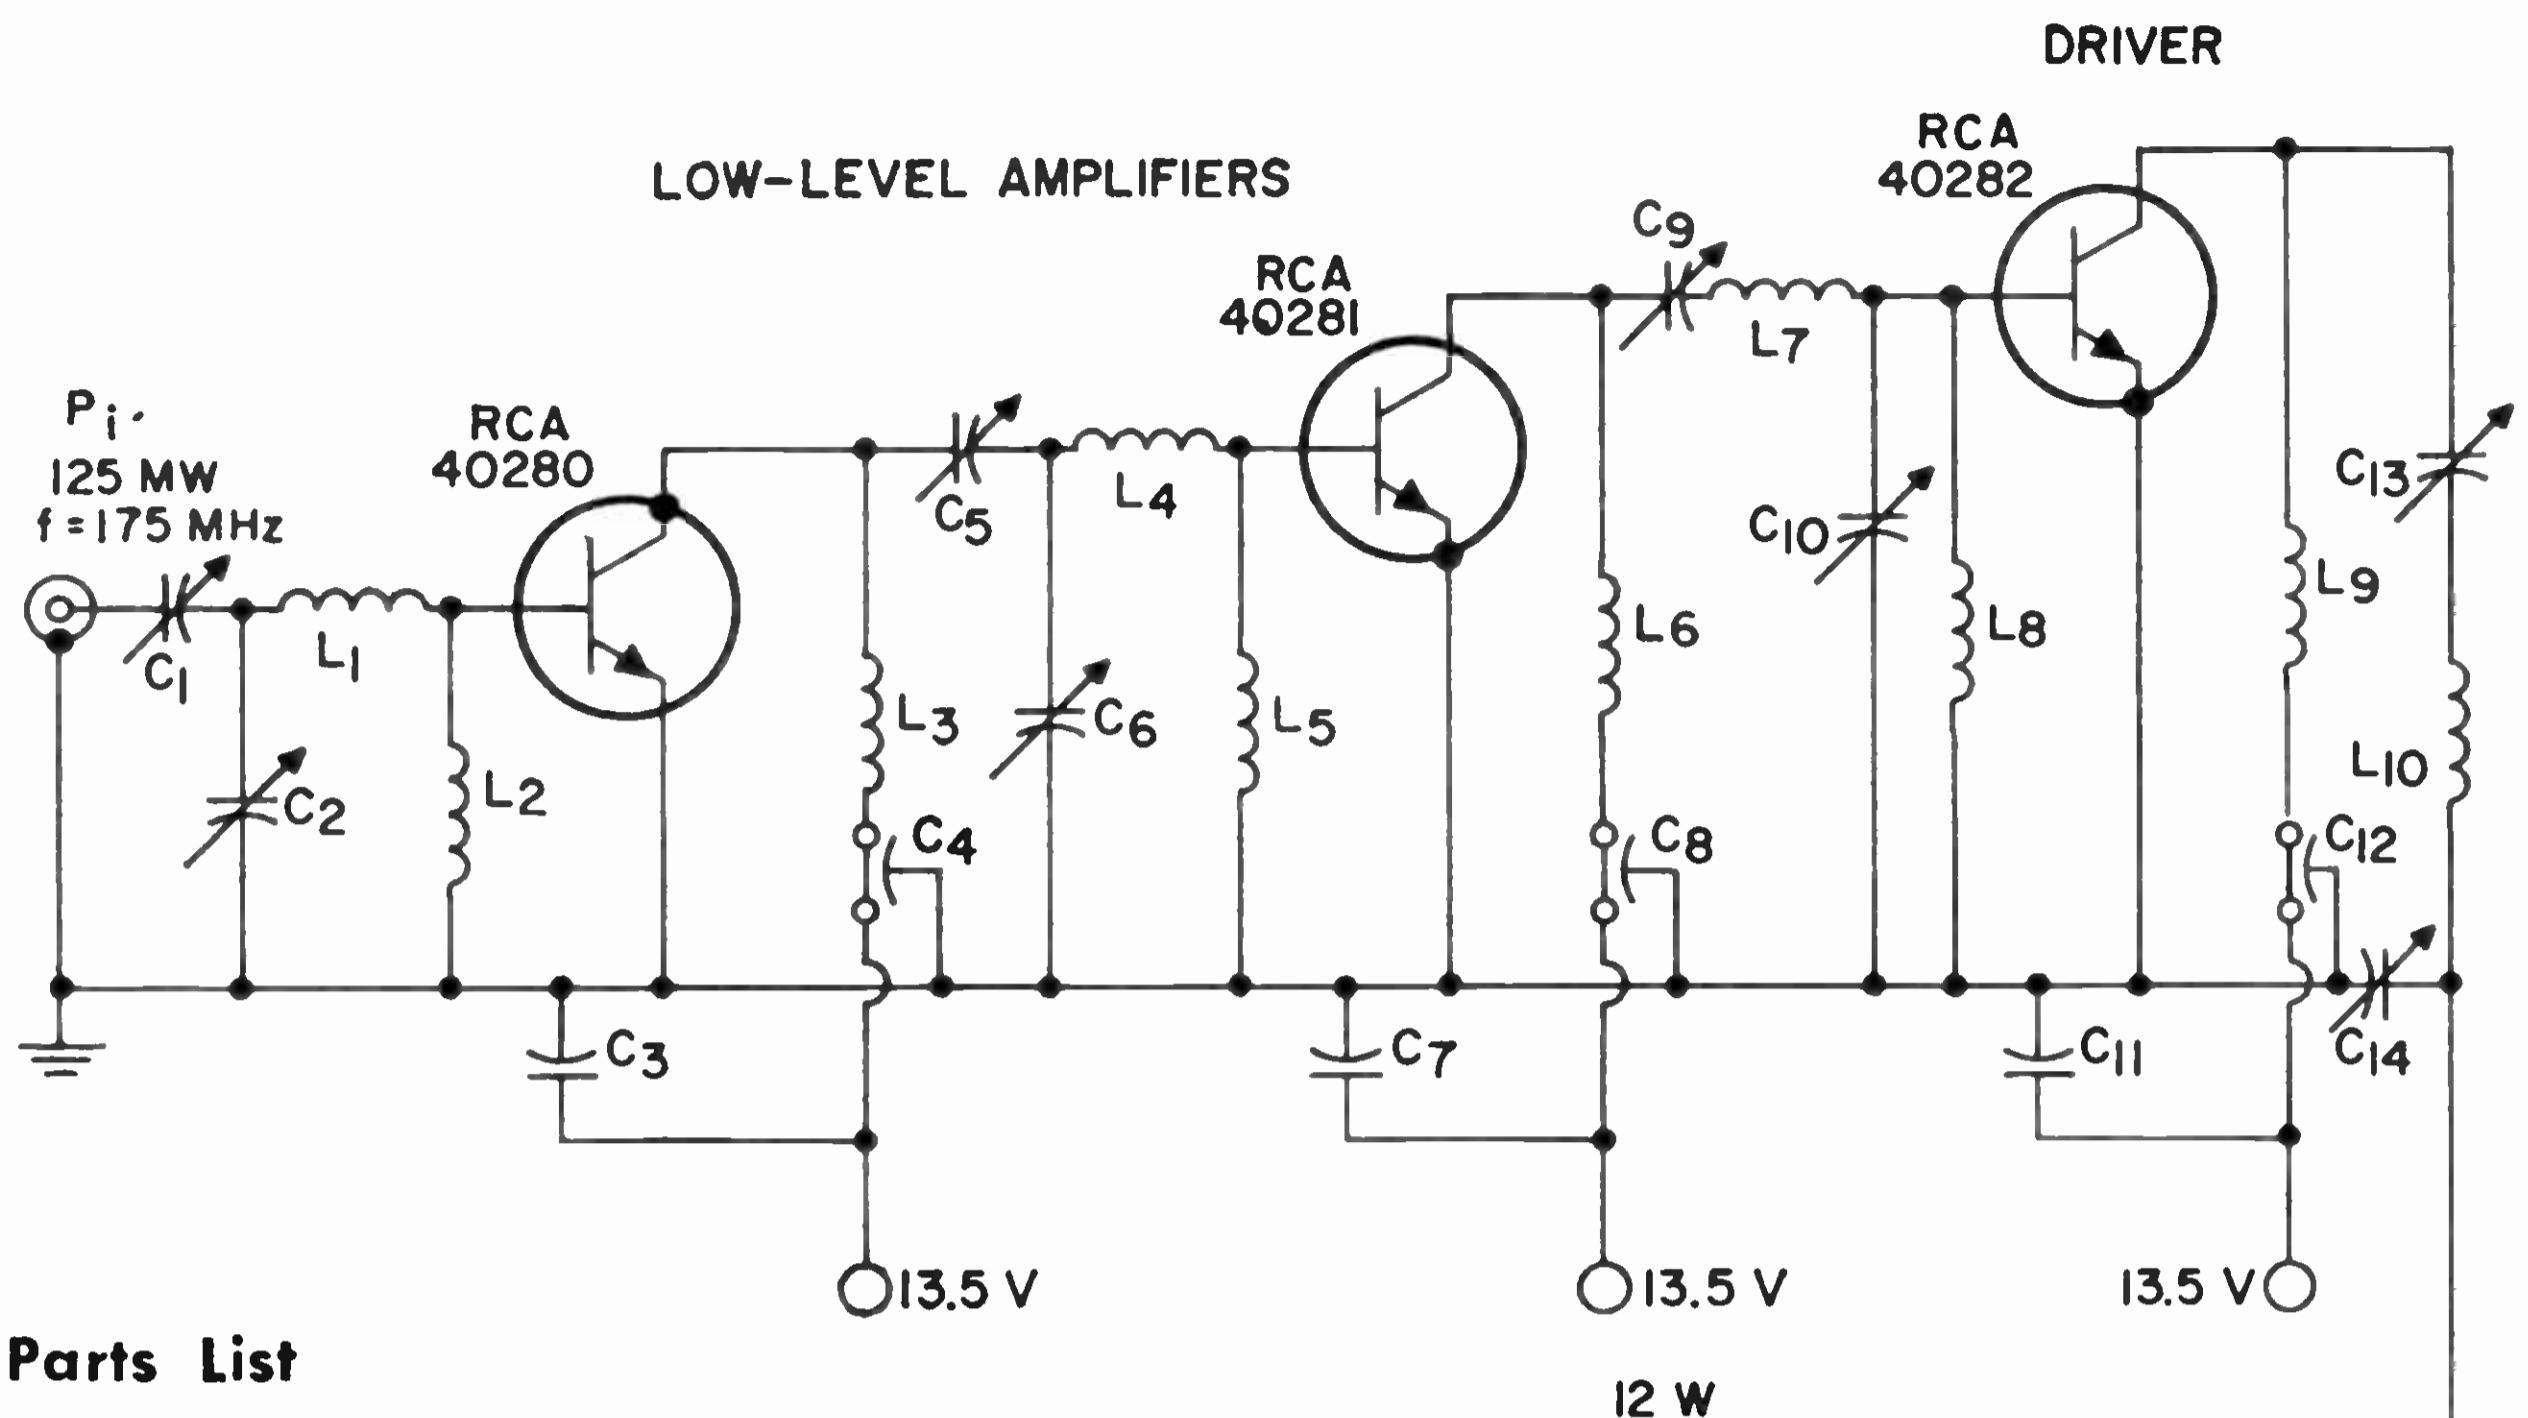 DRIVER
RCA
40282
LOW-LEVEL AMPLIFIERS
C9
RCA
40281
L7
Pi.
125 MW
f = 175 MHz
RCA
40280
C5
L4
C10
C13
C1
L1
L6
L8
L9
C2
L2
L3
C6
L5
L10
C4
C8
C12
C3
C7
C11
C14
13.5 V
13.5 V
13.5 V
Parts List
12 W